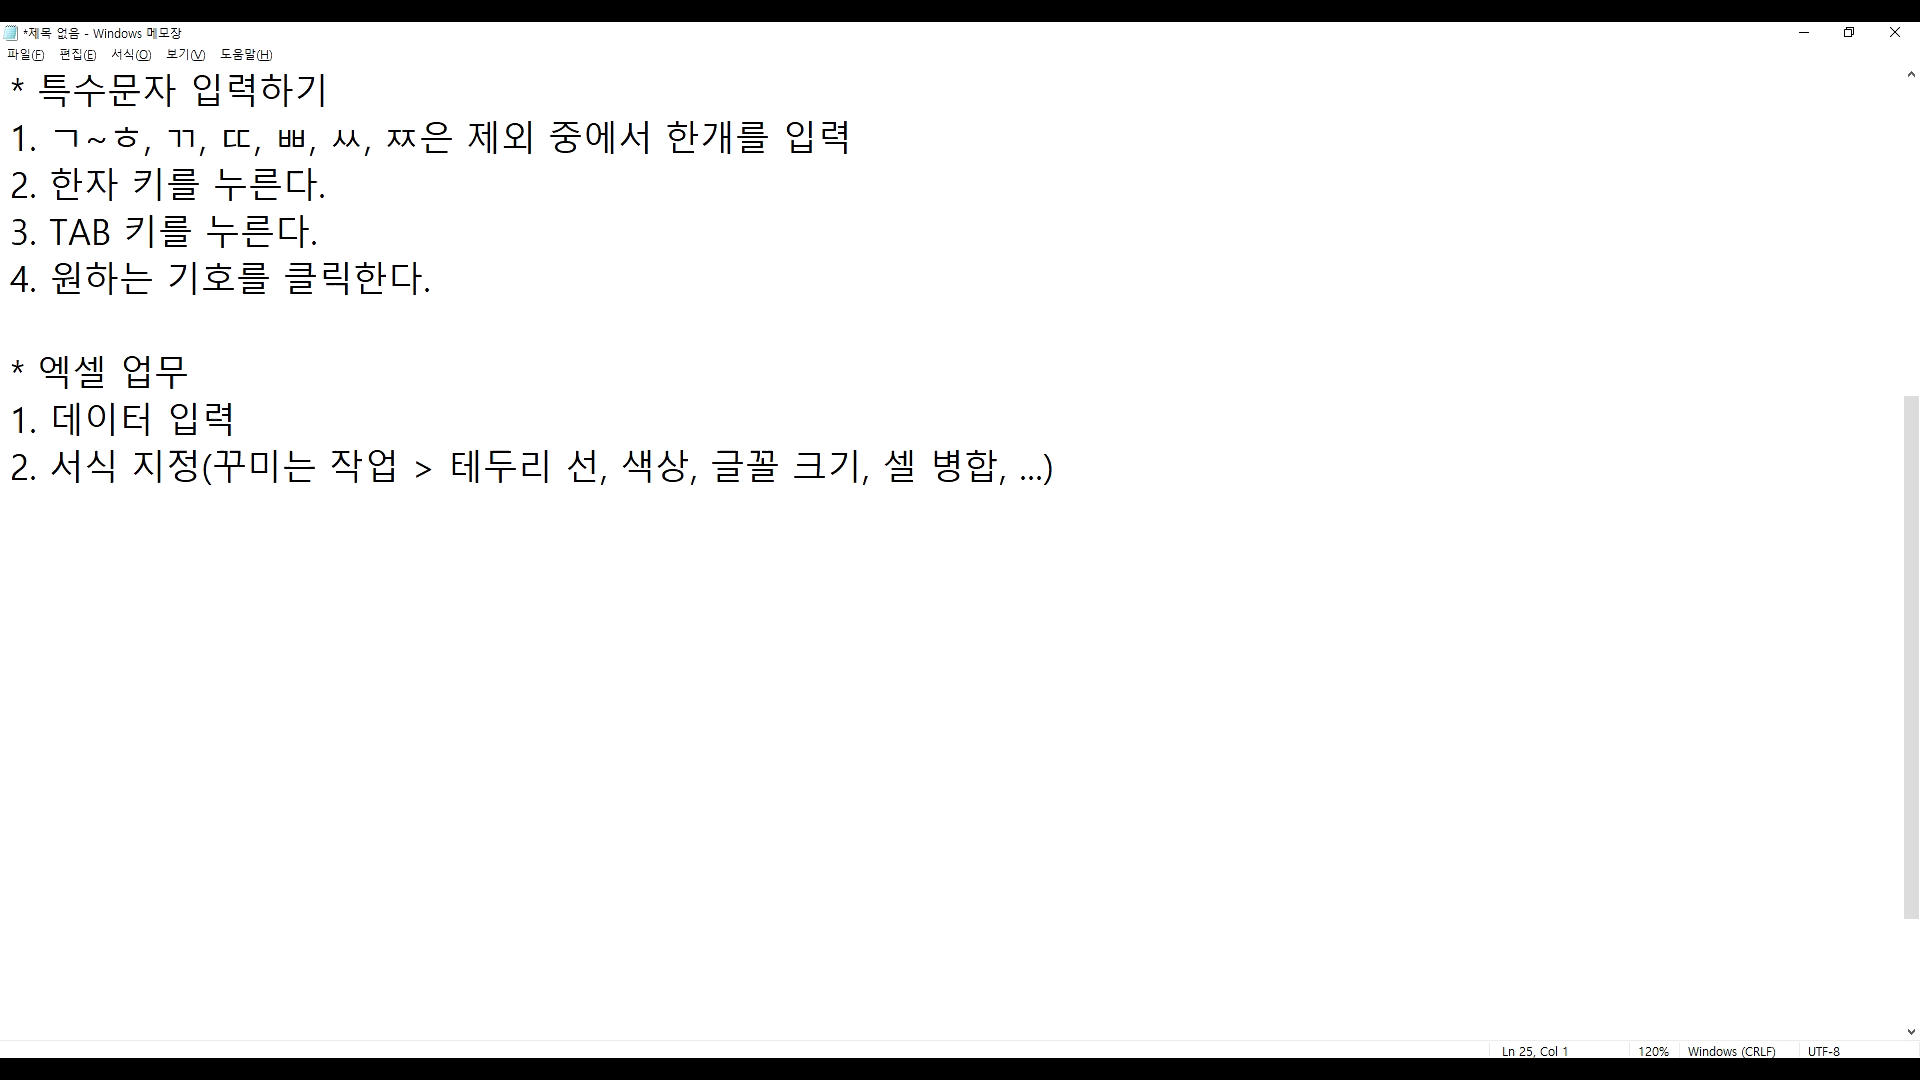 *제목 없음 - Windows 메모장
파일(F) 편집(E) 서식(O) 보기(V) 도움말(H)
* 특수문자 입력하기
1. ㄱ~ㅎ, ㄲ, ㄸ, ㅃ, ㅆ, ㅉ은 제외 중에서 한개를 입력
2. 한자 키를 누른다.
3. TAB 키를 누른다.
4. 원하는 기호를 클릭한다.
* 엑셀 업무
1. 데이터 입력
2. 서식 지정(꾸미는 작업 > 테두리 선, 색상, 글꼴 크기, 셀 병합, ...)
Ln 25, Col 1 120% Windows (CRLF) UTF-8